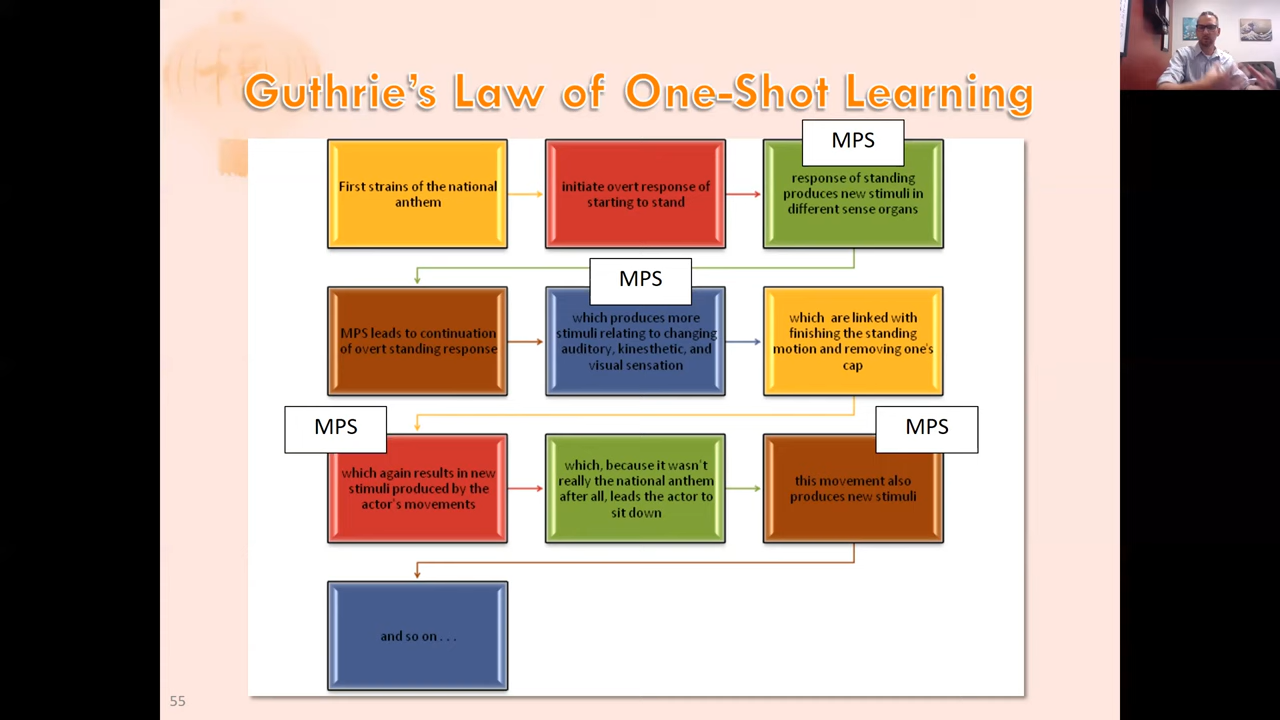 Guthrie's Law of One-Shot Learning
First strains of the national
anthem
initiate overt response of
starting to stand
MPS
response of standing
produces new stimuli in
different sense organs
MPS leads to continuation
of overt standing response
MPS
which produces more
stimuli relating to changing
auditory, kinesthetic, and
visual sensation
which are linked with
finishing the standing
motion and removing one's
cap
MPS
which again results in new
stimuli produced by the
actor's movements
which, because it wasn't
really the national anthem
after all, leads the actor to
sit down
MPS
this movement also
produces new stimuli
and so on . . .
55